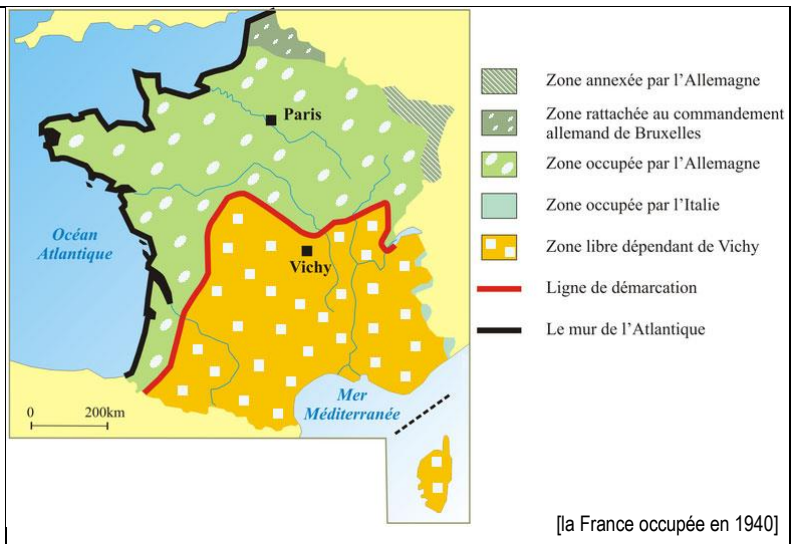 Paris
Vichy
Océan
Atlantique
Mer
Méditerranée
0 200km
Zone annexée par l'Allemagne
Zone rattachée au commandement
allemand de Bruxelles
Zone occupée par l'Allemagne
Zone occupée par l'Italie
Zone libre dépendant de Vichy
Ligne de démarcation
Le mur de l'Atlantique
[la France occupée en 1940]